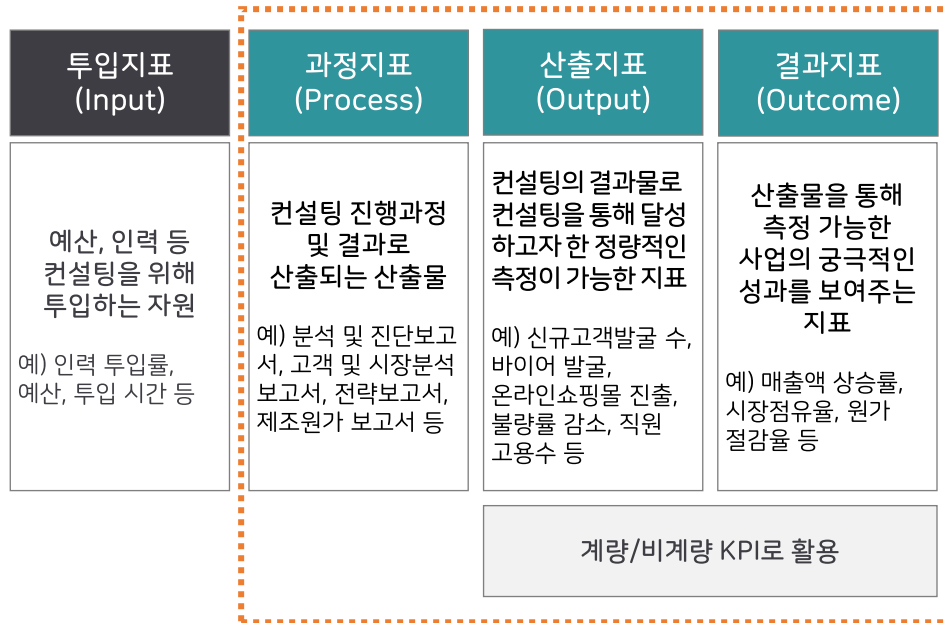 투입지표
(Input)
예산, 인력 등
컨설팅을 위해
투입하는 자원
예) 인력 투입률,
예산, 투입 시간 등
과정지표
(Process)
컨설팅 진행과정
및 결과로
산출되는 산출물
예) 분석 및 진단보고
서, 고객 및 시장분석
보고서, 전략보고서,
제조원가 보고서 등
산출지표
(Output)
컨설팅의 결과물로
컨설팅을 통해 달성
하고자 한 정량적인
측정이 가능한 지표
예) 신규고객발굴 수,
바이어 발굴,
온라인쇼핑몰 진출,
불량률 감소, 직원
고용수 등
결과지표
(Outcome)
산출물을 통해
측정 가능한
사업의 궁극적인
성과를 보여주는
지표
예) 매출액 상승률,
시장점유율, 원가
절감율 등
계량/비계량 KPI로 활용